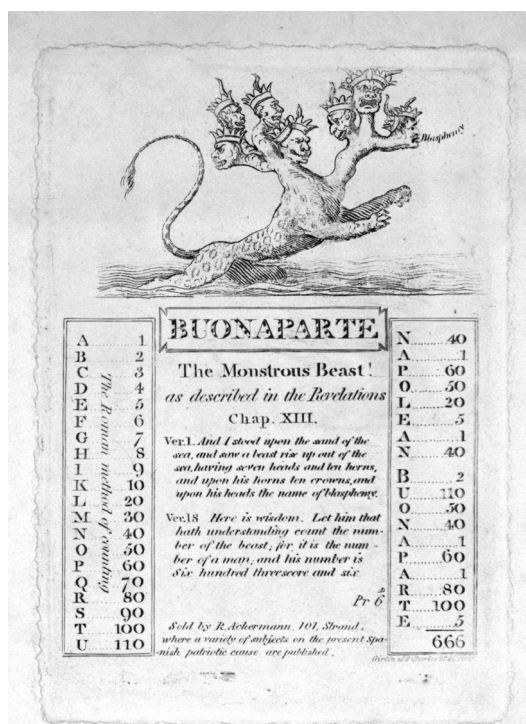 Blasphemy
BUONAPARTE
The Monstrous Beast!
as described in the Revelations
Chap. XIII.
Ver.1. And I stood upon the sand of the
sea, and saw a beast rise up out of the
sea, having seven heads and ten horns,
and upon his horns ten crowns, and
upon his heads the name of blasphemy.
Ver.18 Here is wisdom. Let him that
hath understanding count the num-
ber of the beast; for it is the num-
ber of a man, and his number is
Six hundred threescore and six
Pr 6d
Sold by R. Ackermann, 101, Strand,
where a variety of subjects on the present Spa-
nish patriotic cause are published.
A 1
B 2
C 3
D 4
E 5
F 6
G 7
H 8
I 9
K 10
L 20
M 30
N 40
O 50
P 60
Q 70
R 80
S 90
T 100
U 110
The Roman method of counting
N 40
A 1
P 60
O 50
L 20
E 5
A 1
N 40
B 2
U 110
O 50
N 40
A 1
P 60
A 1
R 80
T 100
E 5
666